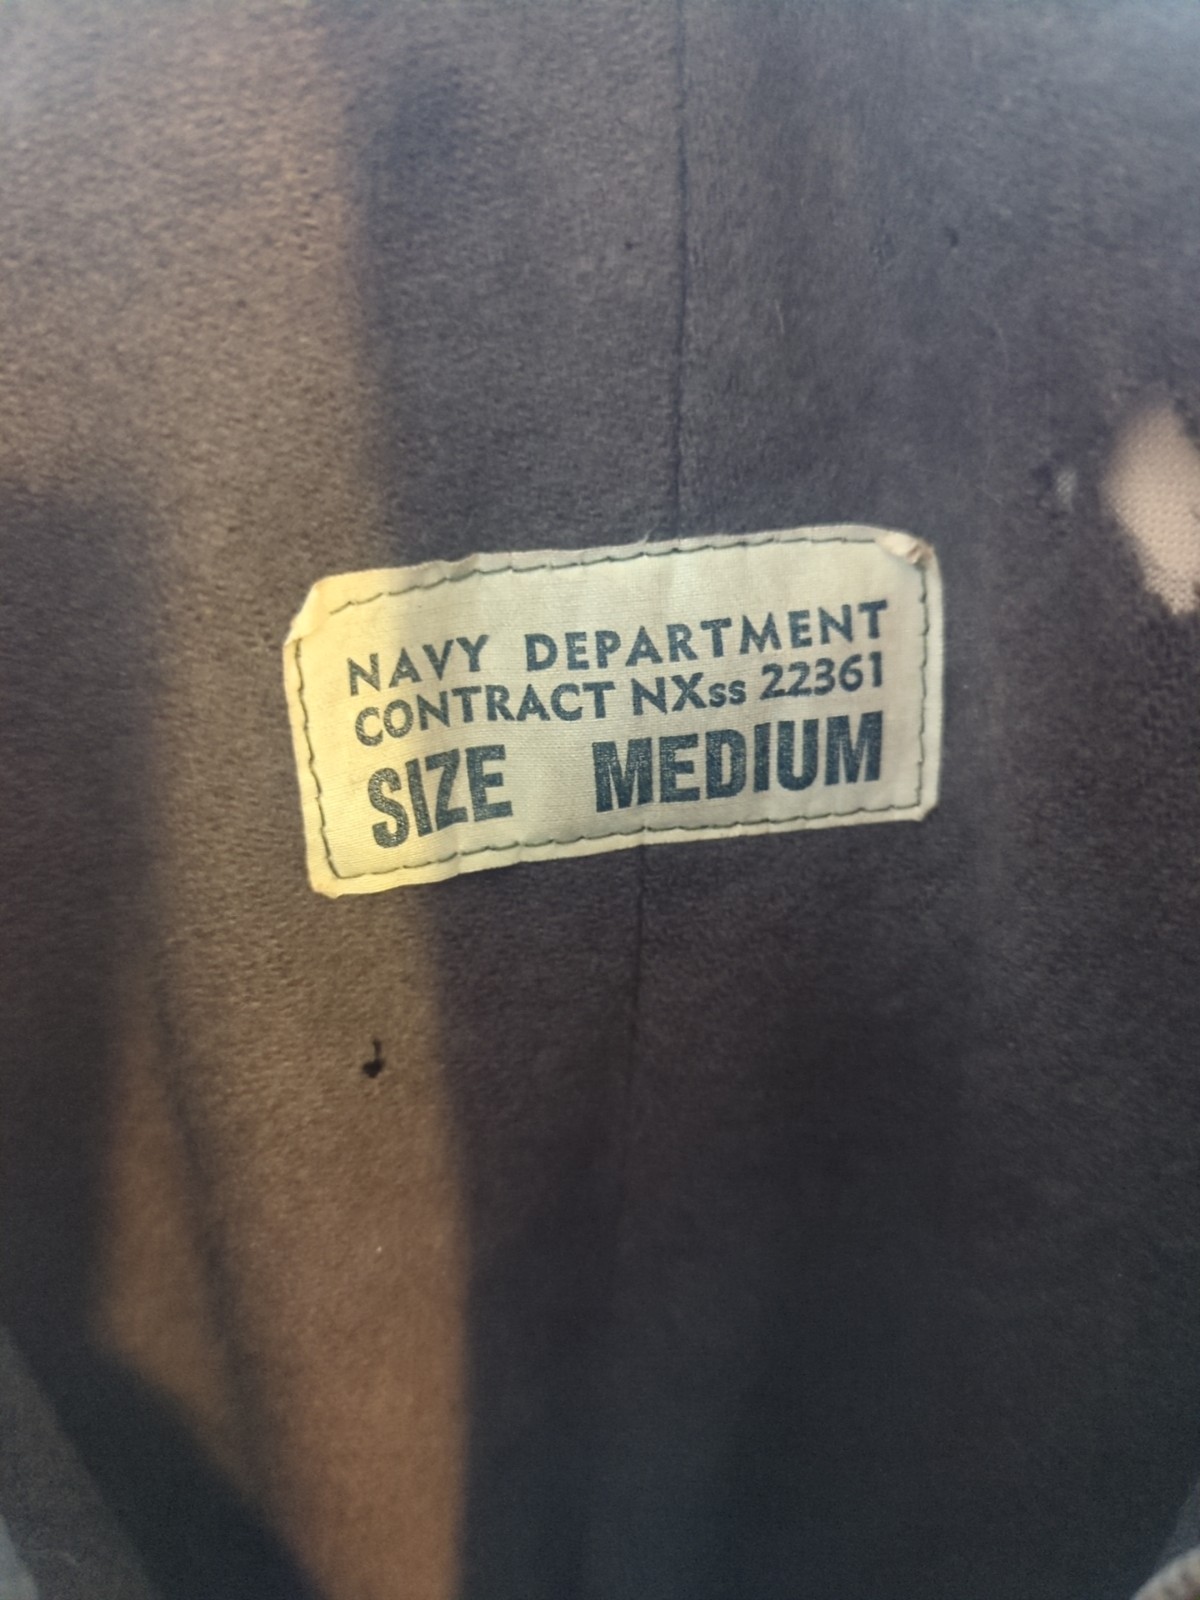 NAVY DEPARTMENT
CONTRACT NXss 22361
SIZE MEDIUM